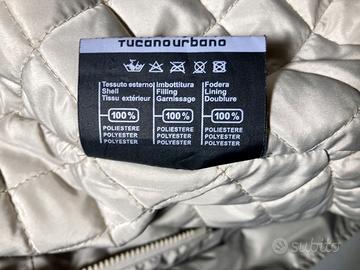 Tucanourbano
Tessuto esterno
Shell
Tissu extérieur
100%
POLIESTERE
POLYESTER
POLYESTER
Imbottitura
Filling
Garnissage
100%
POLIESTERE
POLYESTER
POLYESTER
Fodera
Lining
Doublure
100%
POLIESTERE
POLYESTER
POLYESTER
subito